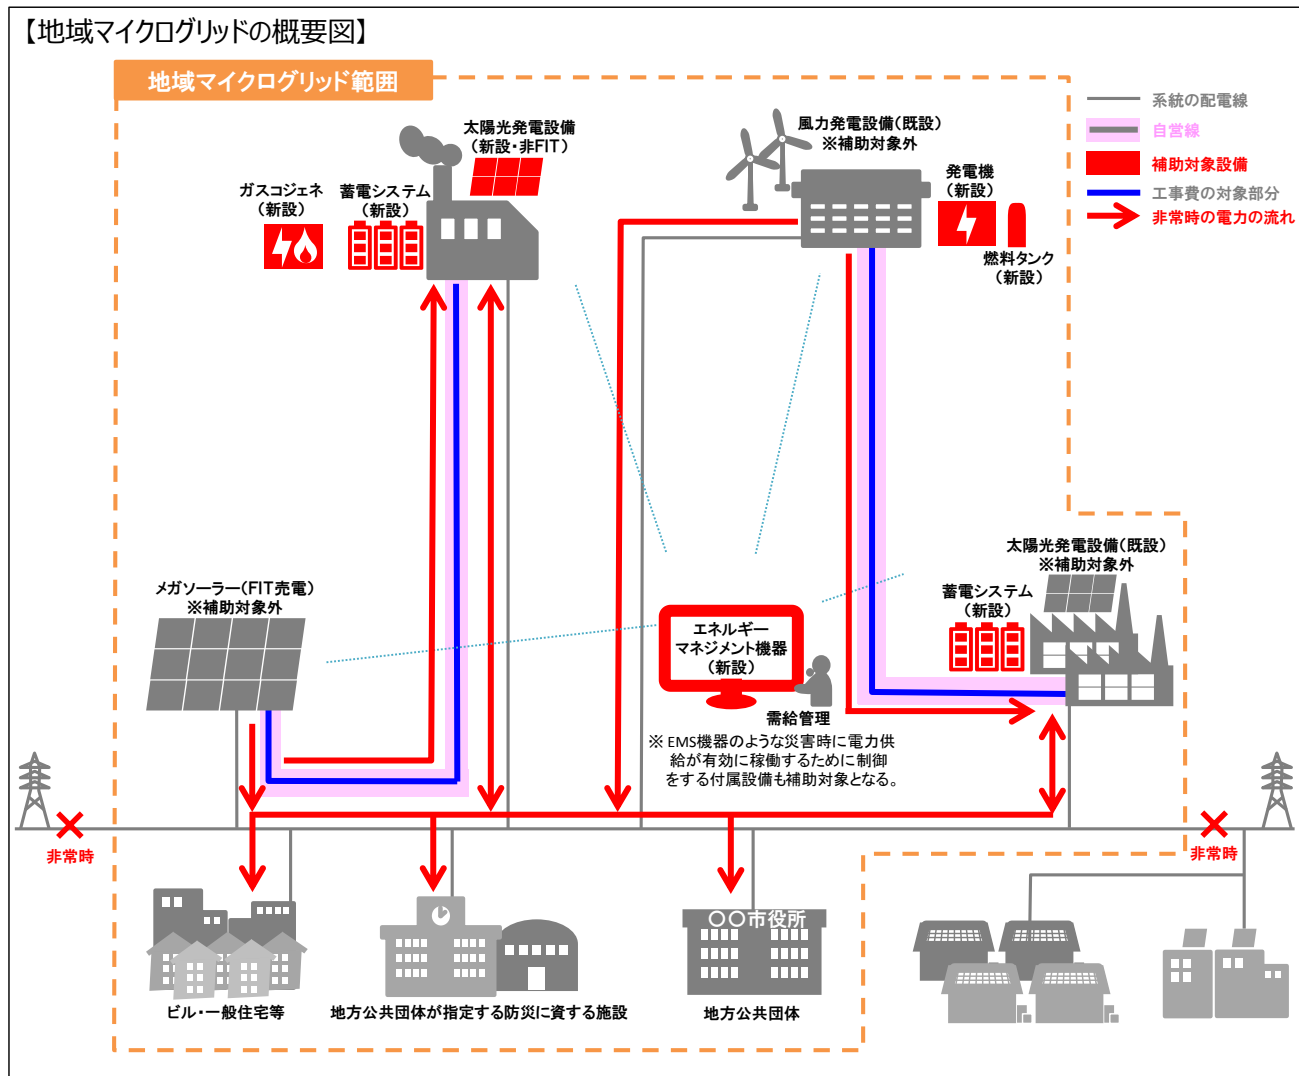 【地域マイクログリッドの概要図】
地域マイクログリッド範囲
系統の配電線
自営線
補助対象設備
工事費の対象部分
非常時の電力の流れ
太陽光発電設備
（新設・非FIT）
ガスコジェネ
（新設）
蓄電システム
（新設）
風力発電設備（既設）
※補助対象外
発電機
（新設）
燃料タンク
（新設）
メガソーラー（FIT売電）
※補助対象外
太陽光発電設備（既設）
※補助対象外
蓄電システム
（新設）
エネルギー
マネジメント機器
（新設）
需給管理
※ EMS機器のような災害時に電力供
給が有効に稼働するために制御
をする付属設備も補助対象となる。
非常時
非常時
〇〇市役所
ビル・一般住宅等
地方公共団体が指定する防災に資する施設
地方公共団体